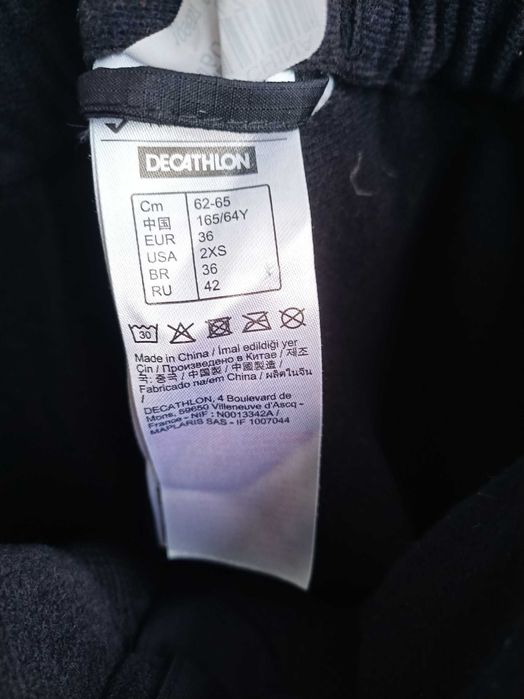 DECATHLON
Cm 62-65
中国 165/64Y
EUR 36
USA 2XS
BR 36
RU 42
30
Made in China / İmal edildiği yer
Çin / Произведено в Китае / 제조
국: 중국 / 中國製 / 中國製造 /
Fabricado na/em China / ผลิตในจีน
/
DECATHLON, 4 Boulevard de
Mons, 59650 Villeneuve d'Ascq -
France - NIF : N0013342A /
MAPLARIS SAS - IF 1007044